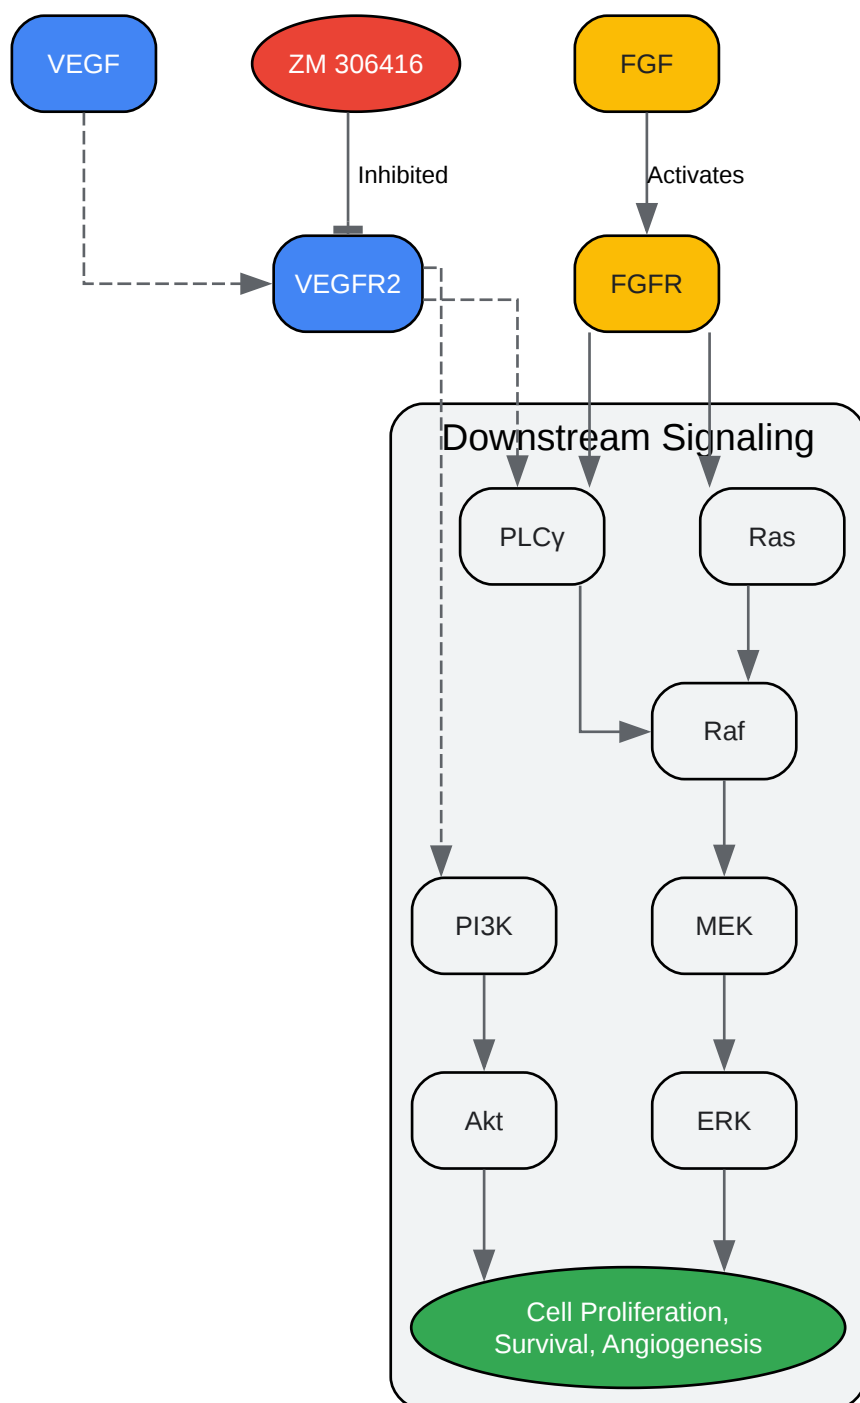 VEGF
ZM 306416
FGF
Inhibited
Activates
VEGFR2
FGFR
Downstream Signaling
PLCγ
Ras
Raf
PI3K
MEK
Akt
ERK
Cell Proliferation,
Survival, Angiogenesis